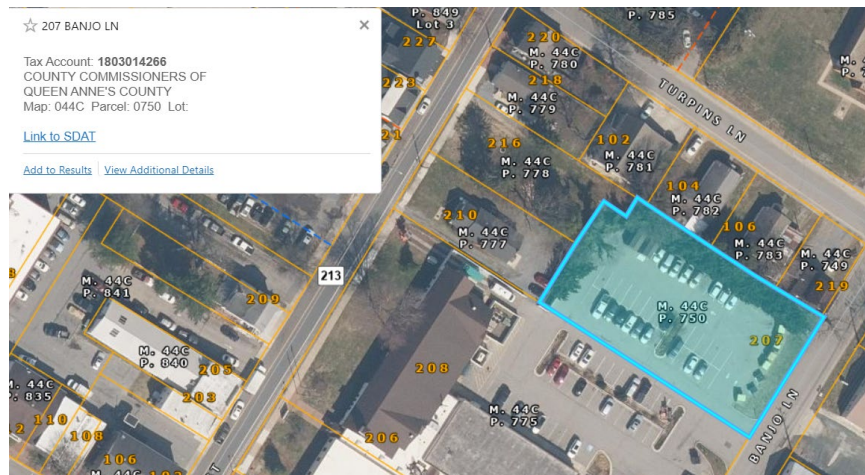 207 BANJO LN
Tax Account: 1803014266
COUNTY COMMISSIONERS OF
QUEEN ANNE'S COUNTY
Map: 044C Parcel: 0750 Lot:
Link to SDAT
Add to Results
View Additional Details
P. 849
Lot 3
227
223
21
220
M. 44C
P. 780
218
M. 44C
P. 779
P. 785
TURPINS LN
216
M. 44C
P. 778
102
M. 44C
P. 781
104
M. 44C
P. 782
106
M. 44C
P. 783
M. 44C
P. 749
219
210
M. 44C
P. 777
213
M. 44C
P. 841
209
M. 44C
P. 750
207
M. 44C
P. 840
205
203
208
M. 44C
P. 775
206
BANJO LN
P. 835
110
108
106